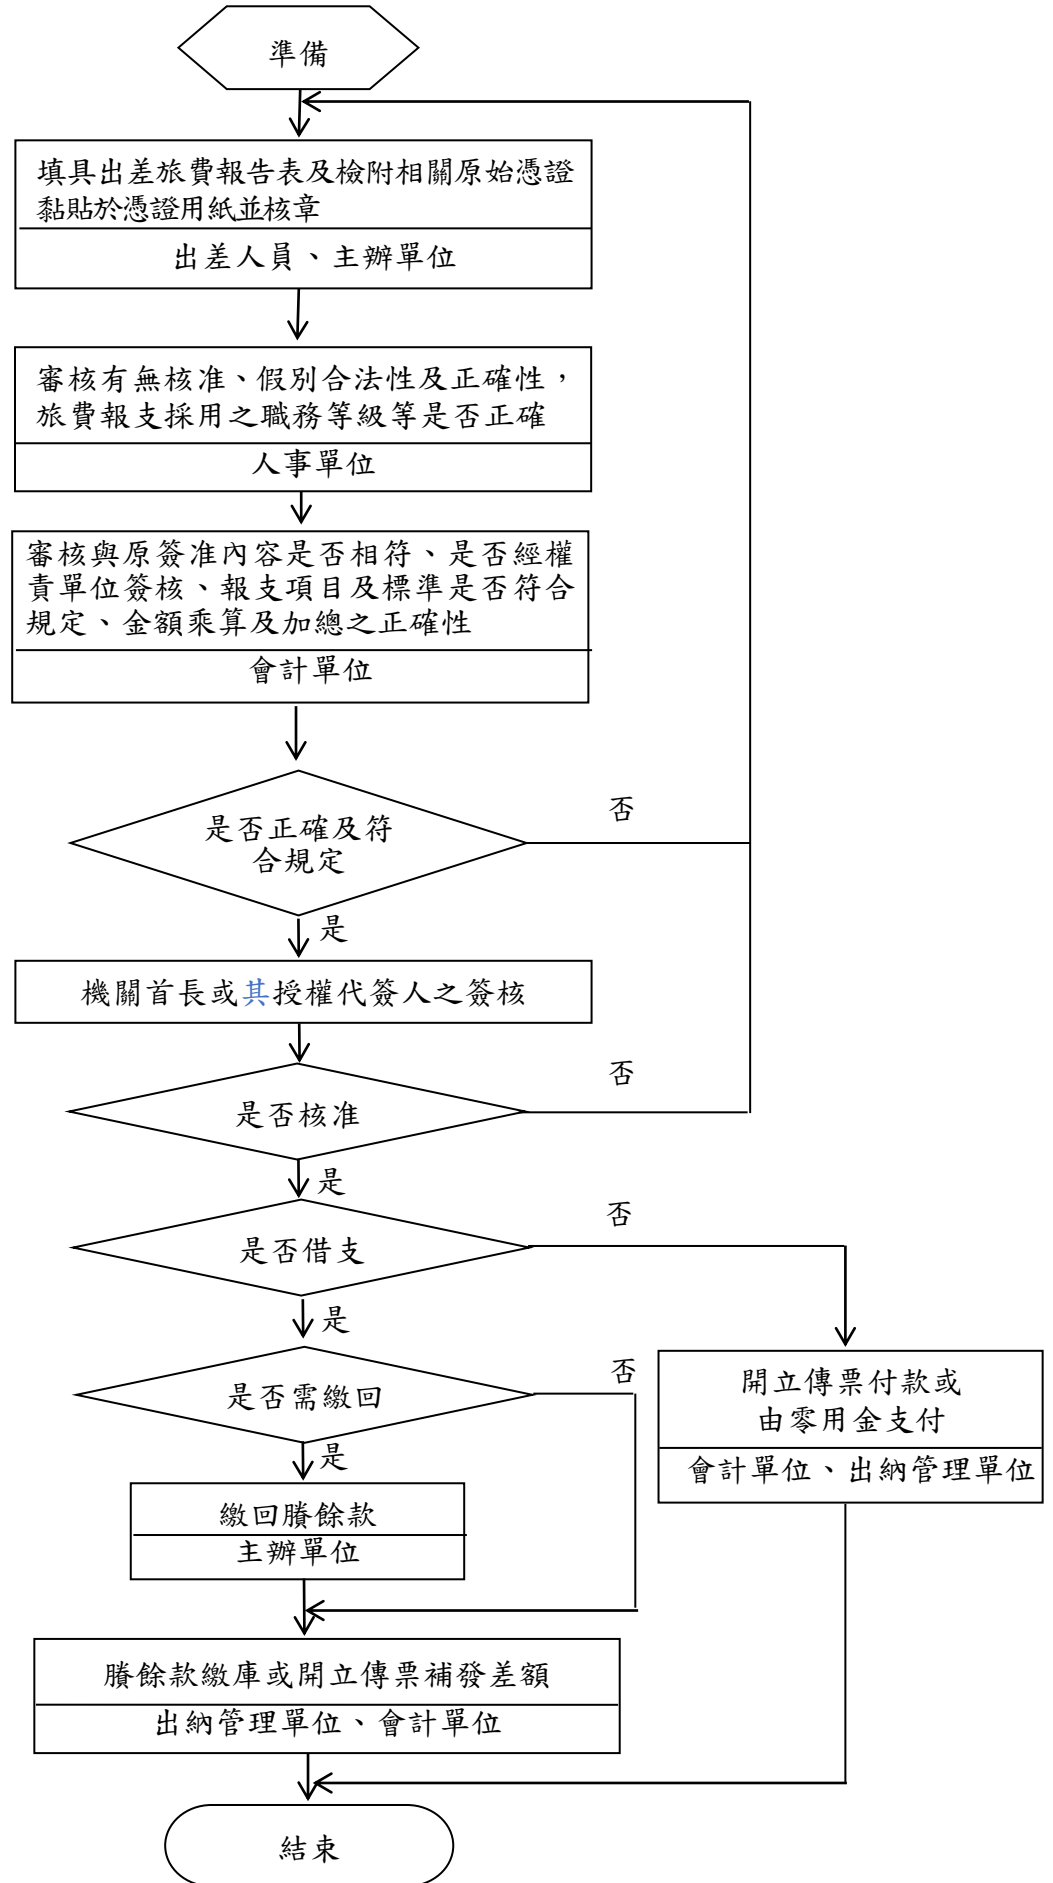 準備
填具出差旅費報告表及檢附相關原始憑證
黏貼於憑證用紙並核章
出差人員、主辦單位
審核有無核准、假別合法性及正確性，
旅費報支採用之職務等級等是否正確
人事單位
審核與原簽准內容是否相符、是否經權
責單位簽核、報支項目及標準是否符合
規定、金額乘算及加總之正確性
會計單位
是否正確及符
合規定
否
是
機關首長或其授權代簽人之簽核
是否核准
否
是
是否借支
否
是
是否需繳回
否
是
開立傳票付款或
由零用金支付
會計單位、出納管理單位
繳回賸餘款
主辦單位
賸餘款繳庫或開立傳票補發差額
出納管理單位、會計單位
結束